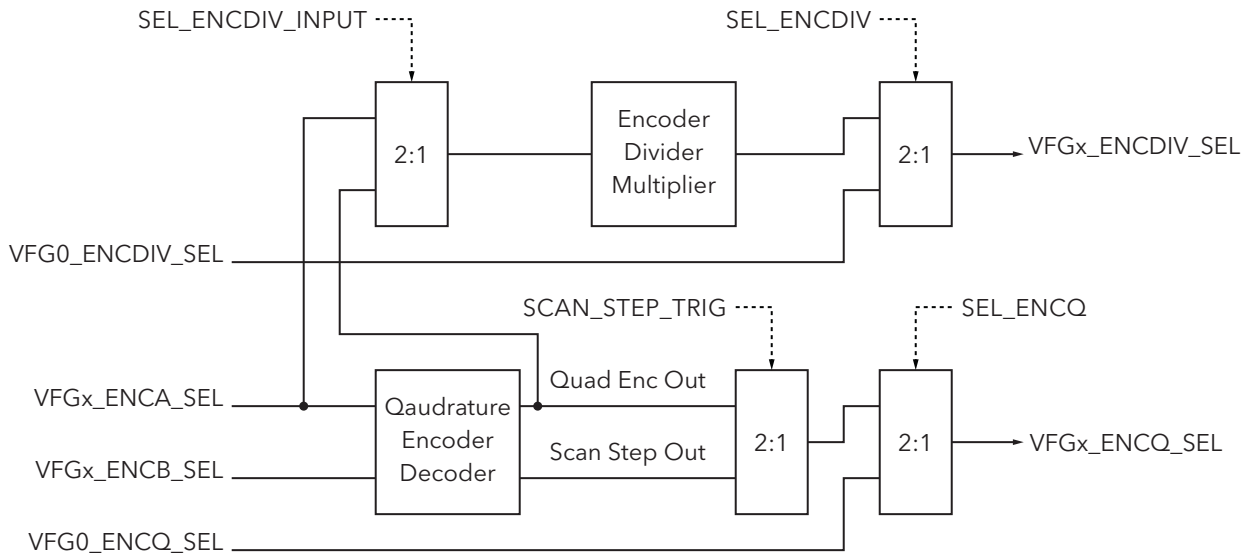 SEL_ENCDIV_INPUT
SEL_ENCDIV
2:1
Encoder
Divider
Multiplier
2:1
VFGx_ENCDIV_SEL
VFG0_ENCDIV_SEL
SCAN_STEP_TRIG
SEL_ENCQ
VFGx_ENCA_SEL
VFGx_ENCB_SEL
VFG0_ENCQ_SEL
Qaudrature
Encoder
Decoder
Quad Enc Out
Scan Step Out
2:1
2:1
VFGx_ENCQ_SEL